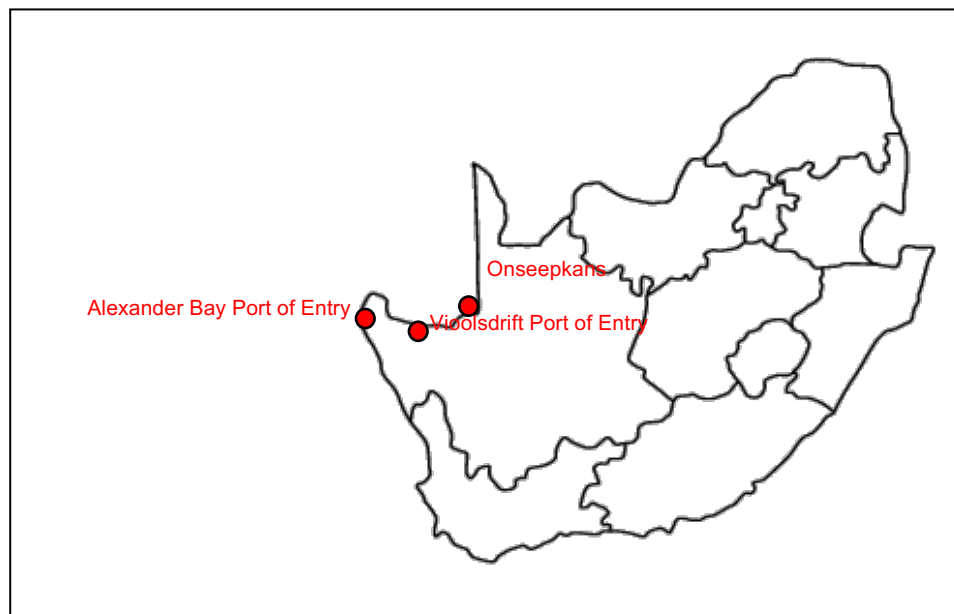 Onseepkans
Alexander Bay Port of Entry
Vioolsdrift Port of Entry